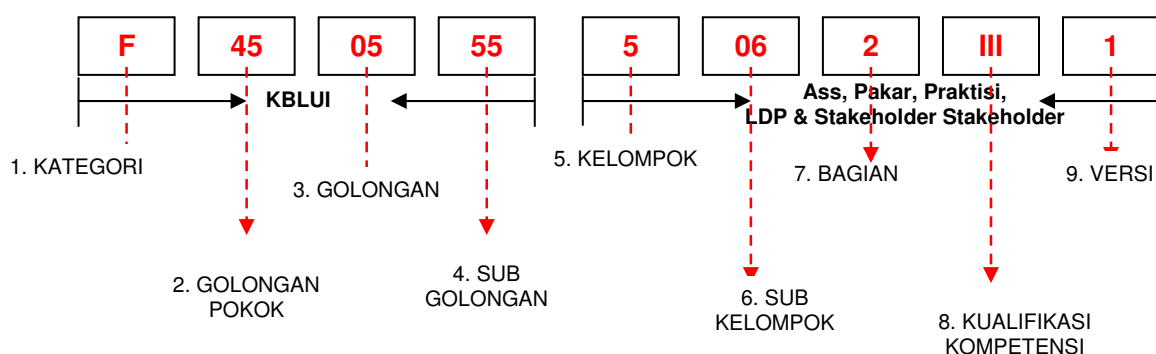 F 45 05 55 5 06 2 III 1
KBLUI
Ass, Pakar, Praktisi,
LDP & Stakeholder Stakeholder
1. KATEGORI
3. GOLONGAN
5. KELOMPOK
7. BAGIAN
9. VERSI
2. GOLONGAN
POKOK
4. SUB
GOLONGAN
6. SUB
KELOMPOK
8. KUALIFIKASI
KOMPETENSI